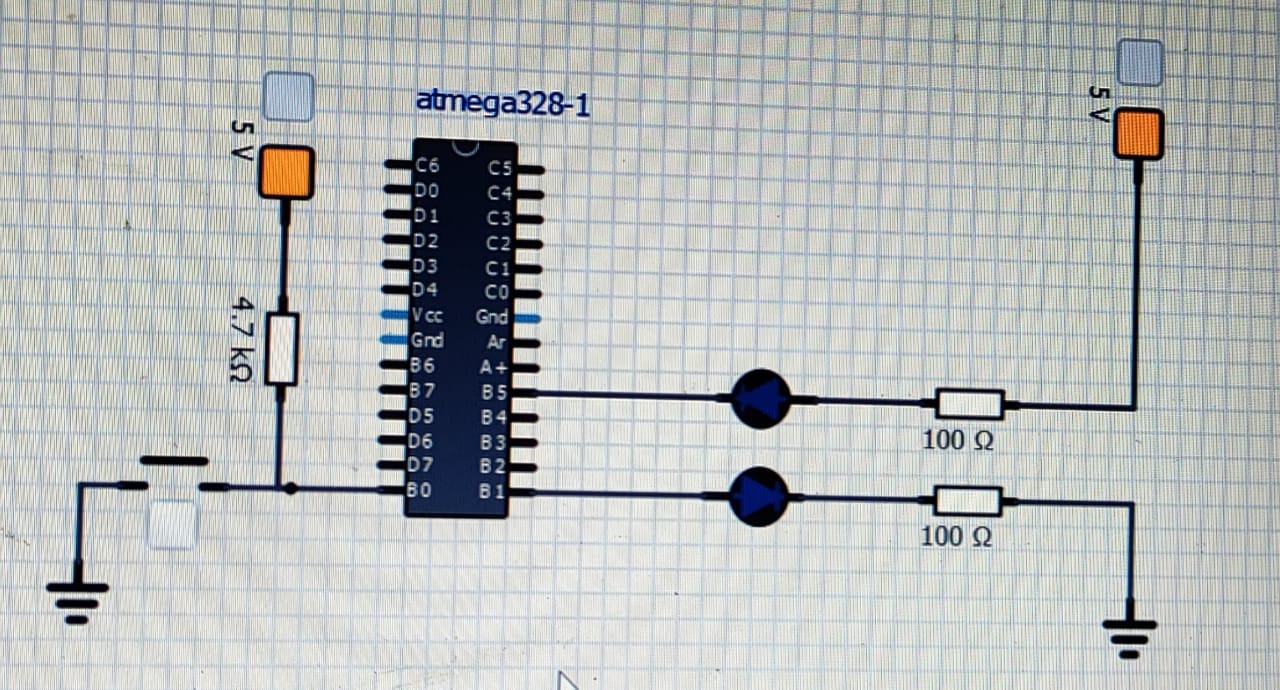 atmega328-1
5 V
5 V
C6 C5
D0 C4
D1 C3
D2 C2
D3 C1
D4 C0
Vcc Gnd
Gnd Ar
B6 A+
B7 B5
D5 B4
D6 B3
D7 B2
B0 B1
4.7 kΩ
100 Ω
100 Ω